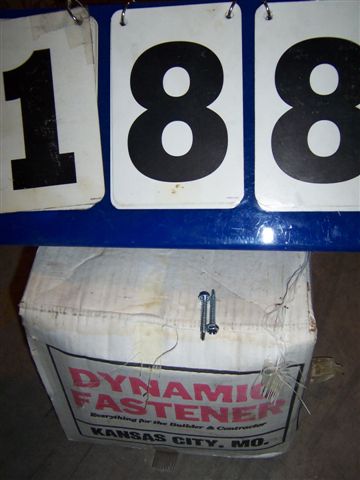 188
DYNAMIC
FASTENER
Everything for the Builder & Contractor
KANSAS CITY, MO.